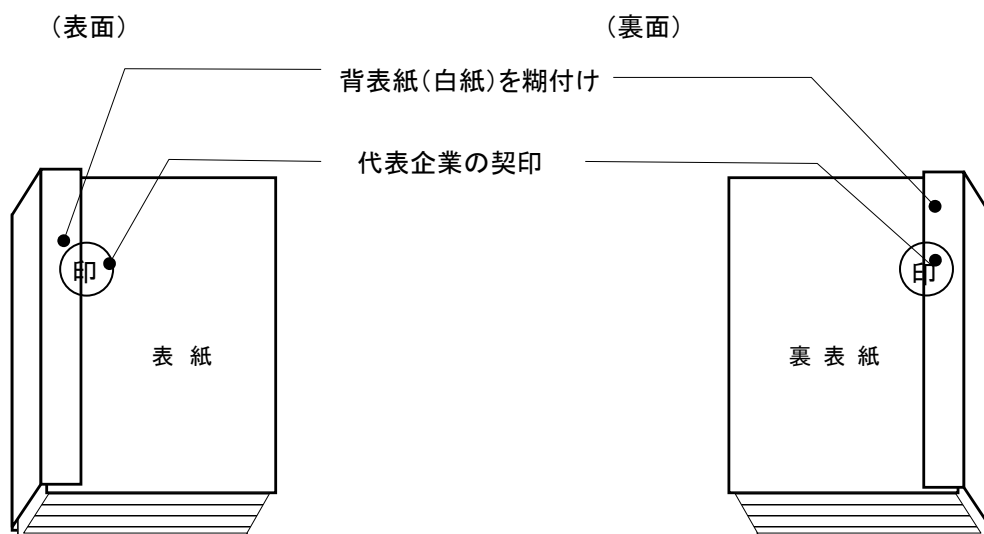 （表面）
（裏面）
背表紙（白紙）を糊付け
代表企業の契印
印
印
表 紙
裏 表 紙